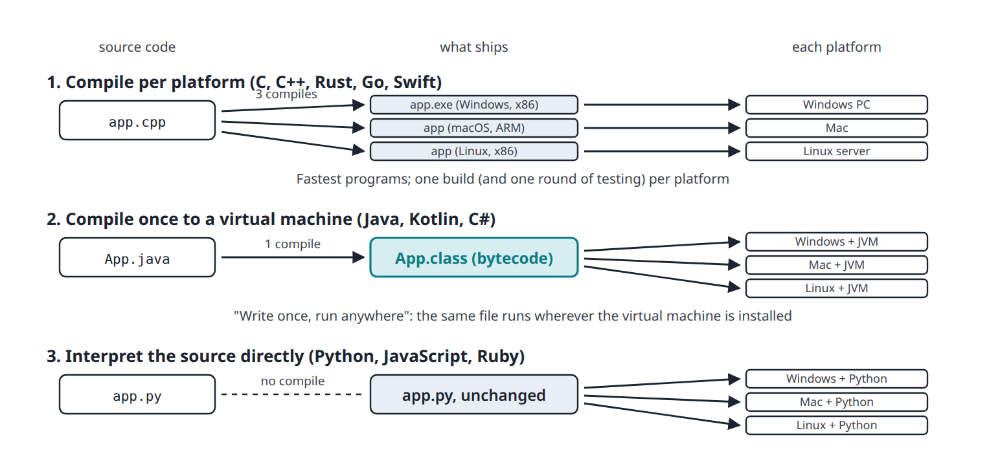 source code
what ships
each platform
1. Compile per platform (C, C++, Rust, Go, Swift)
3 compiles
app.cpp
app.exe (Windows, x86)
app (macOS, ARM)
app (Linux, x86)
Windows PC
Mac
Linux server
Fastest programs; one build (and one round of testing) per platform
2. Compile once to a virtual machine (Java, Kotlin, C#)
App.java
1 compile
App.class (bytecode)
Windows + JVM
Mac + JVM
Linux + JVM
"Write once, run anywhere": the same file runs wherever the virtual machine is installed
3. Interpret the source directly (Python, JavaScript, Ruby)
app.py
no compile
app.py, unchanged
Windows + Python
Mac + Python
Linux + Python